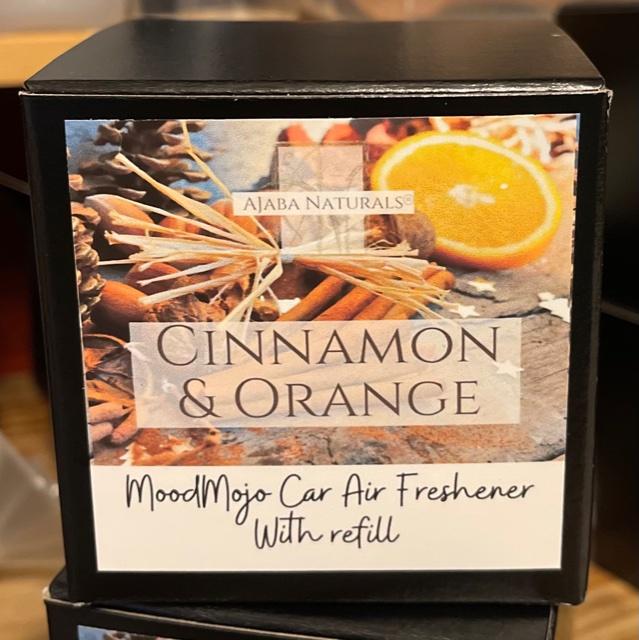 AJABA NATURALS®
CINNAMON
& ORANGE
MoodMojo Car Air Freshener
With refill